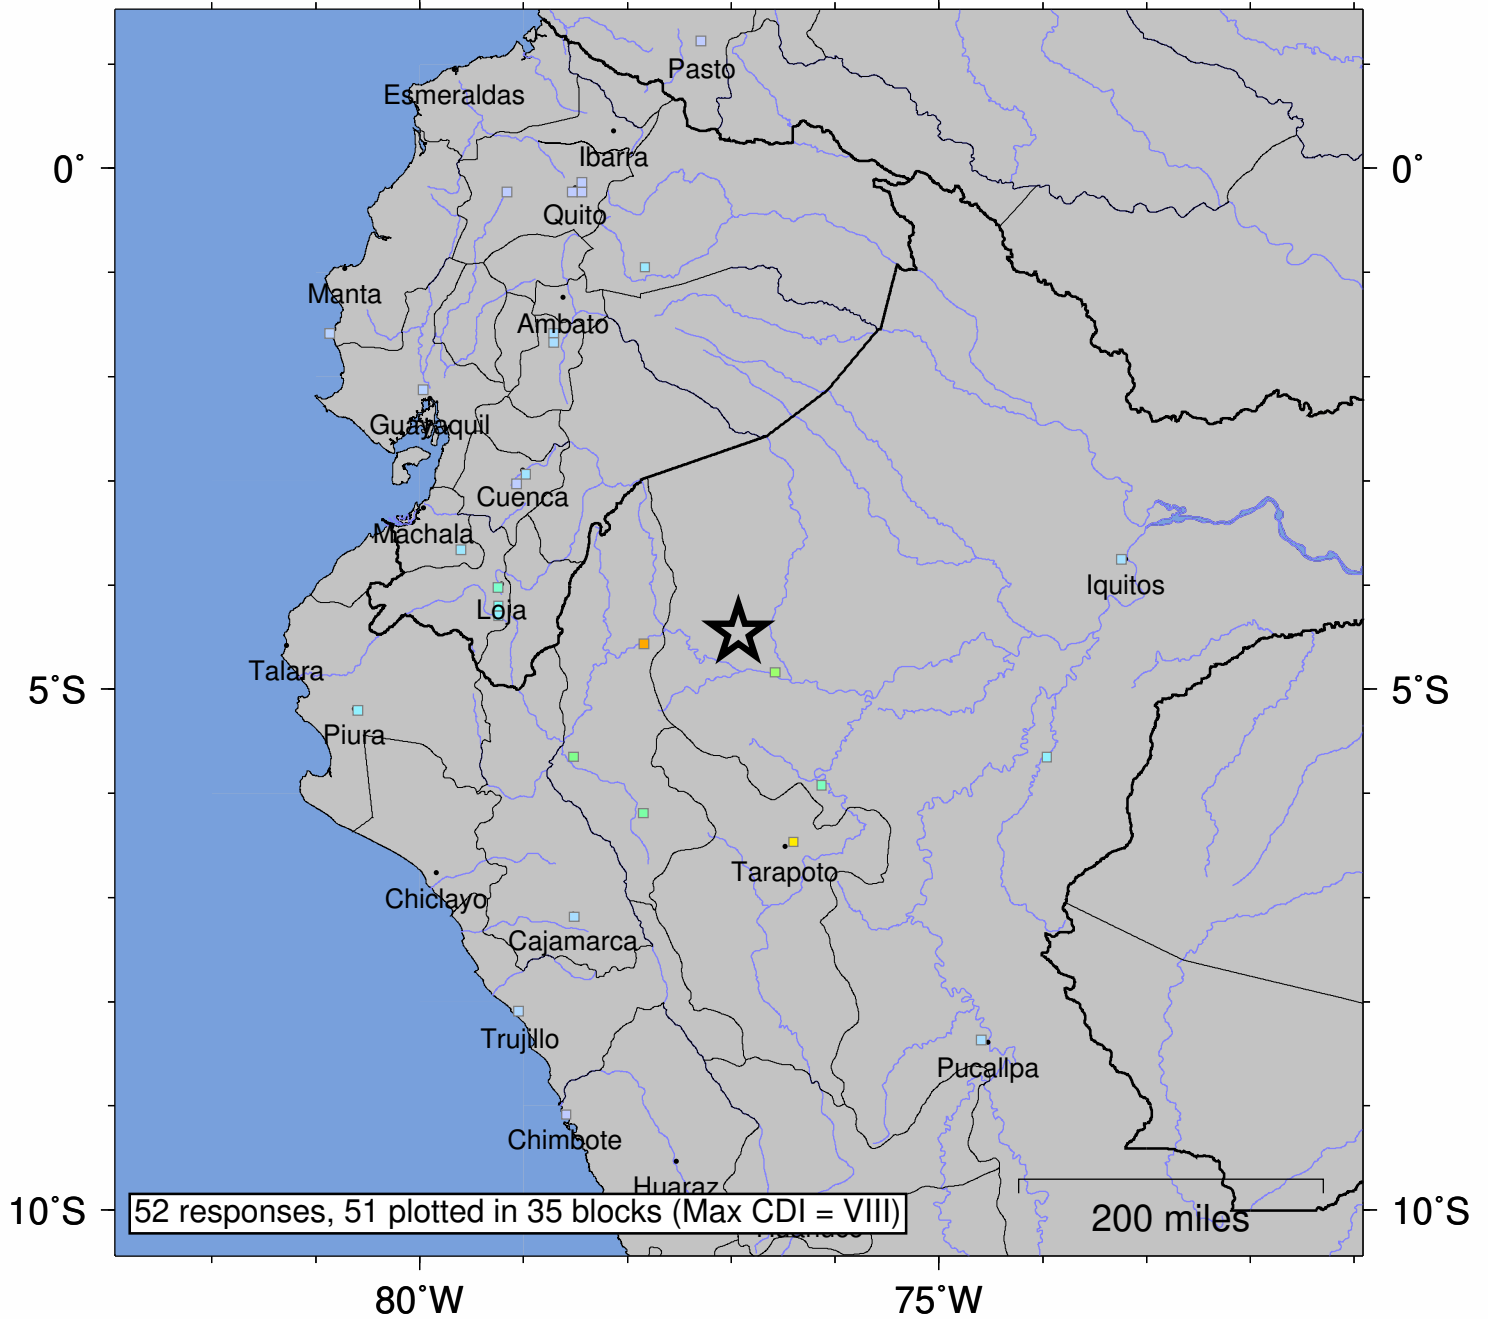 Pasto
Esmeraldas
Ibarra
0° 0°
Quito
Manta
Ambato
Guayaquil
Cuenca
Machala
Iquitos
Loja
Talara
5°S 5°S
Piura
Tarapoto
Chiclayo
Cajamarca
Trujillo
Pucallpa
Chimbote
Huaraz
10°S 52 responses, 51 plotted in 35 blocks (Max CDI = VIII) 200 miles 10°S
80°W 75°W